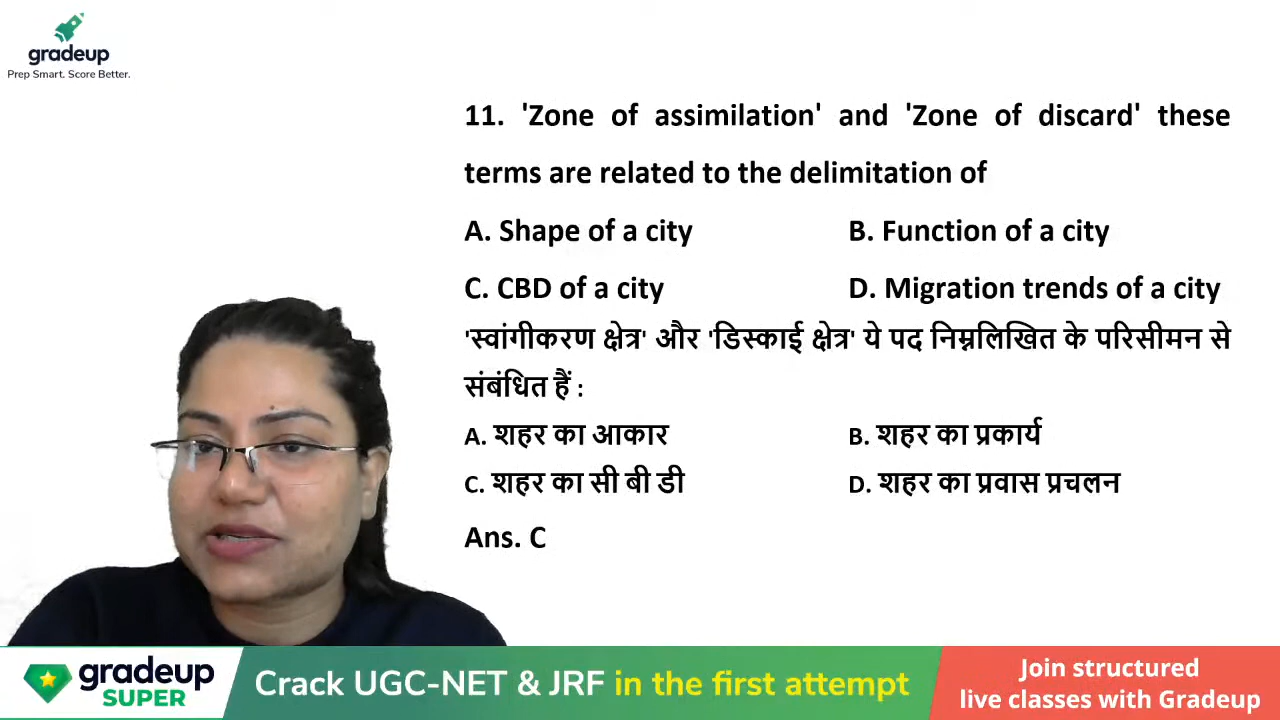 gradeup
Prep Smart. Score Better.
11. 'Zone of assimilation' and 'Zone of discard' these
terms are related to the delimitation of
A. Shape of a city B. Function of a city
C. CBD of a city D. Migration trends of a city
'स्वांगीकरण क्षेत्र' और 'डिस्काई क्षेत्र' ये पद निम्नलिखित के परिसीमन से
संबंधित हैं :
A. शहर का आकार B. शहर का प्रकार्य
C. शहर का सी बी डी D. शहर का प्रवास प्रचलन
Ans. C
gradeup
SUPER
Crack UGC-NET & JRF in the first attempt
Join structured
live classes with Gradeup